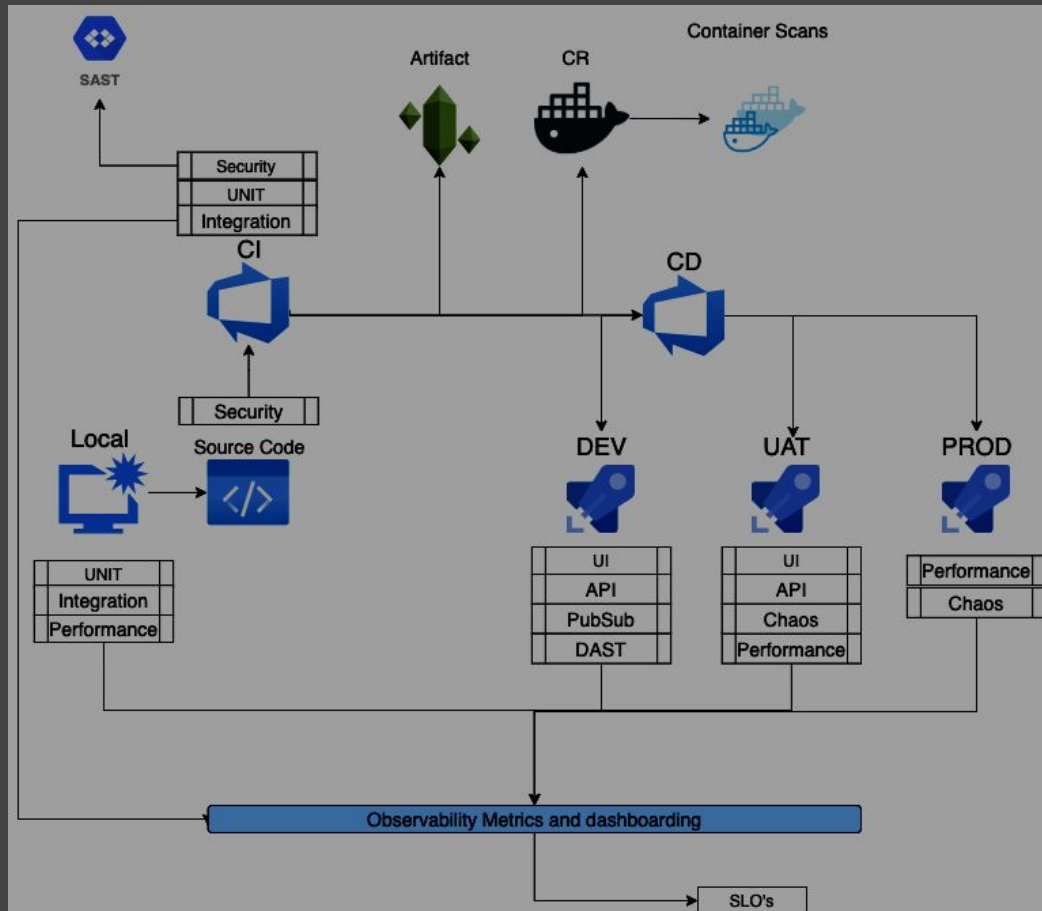 Container Scans
Artifact
CR
SAST
Security
UNIT
Integration
CI
CD
Security
Local
Source Code
DEV
UAT
PROD
UNIT
Integration
Performance
UI
API
PubSub
DAST
UI
API
Chaos
Performance
Performance
Chaos
Observability Metrics and dashboarding
SLO's